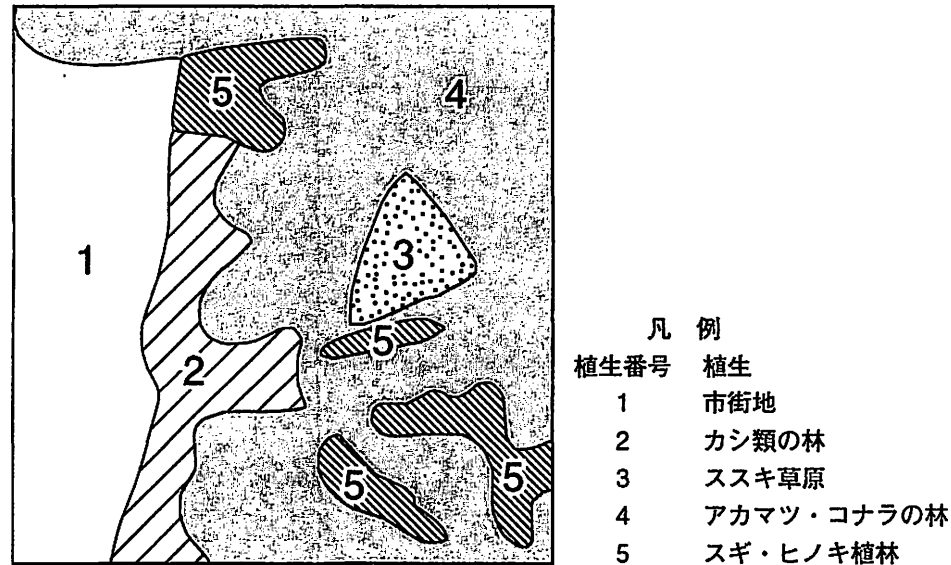 5
4
1
3
5
2
5
5
凡 例
植生番号 植生
1 市街地
2 カシ類の林
3 ススキ草原
4 アカマツ・コナラの林
5 スギ・ヒノキ植林